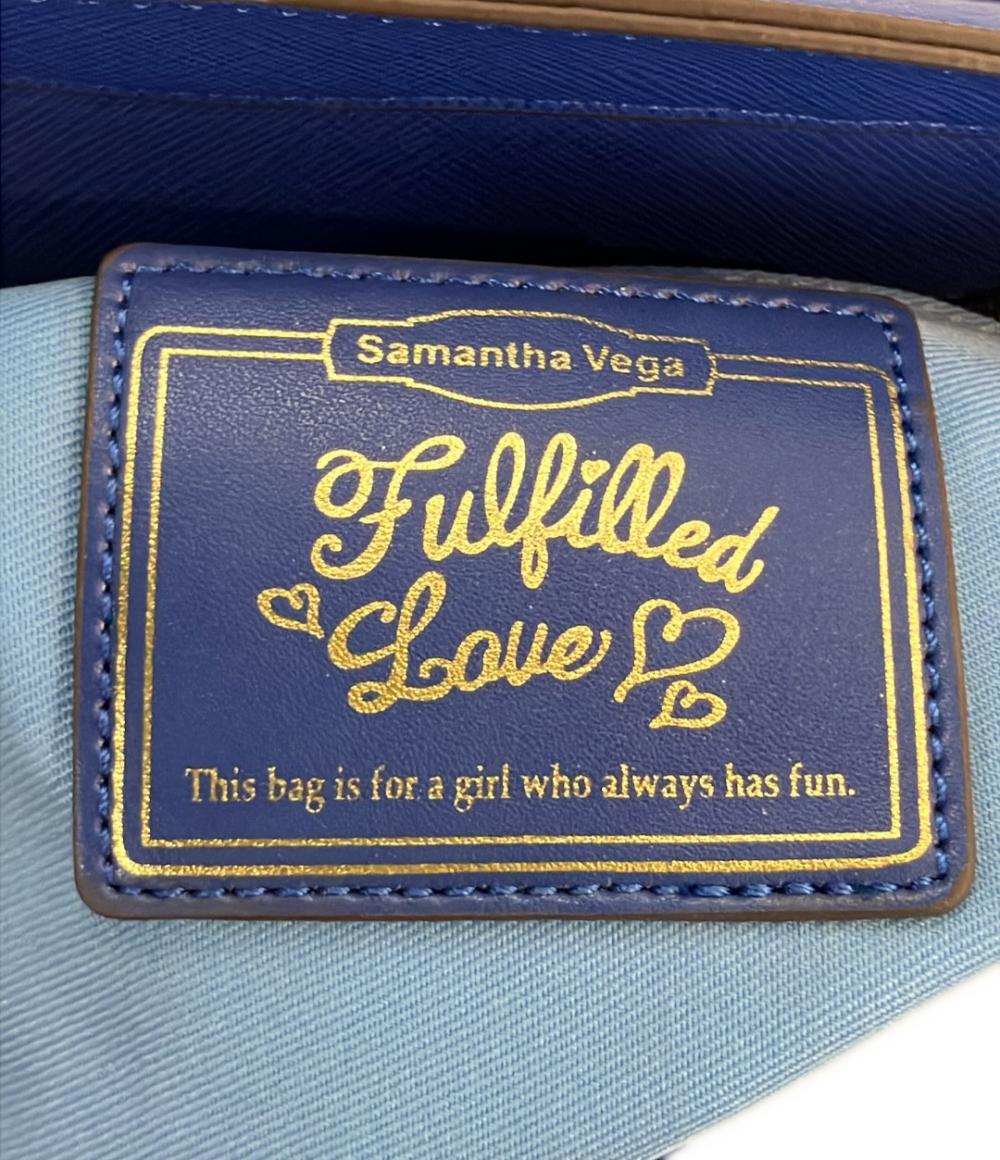 Samantha Vega
Fulfilled
Love
This bag is for a girl who always has fun.